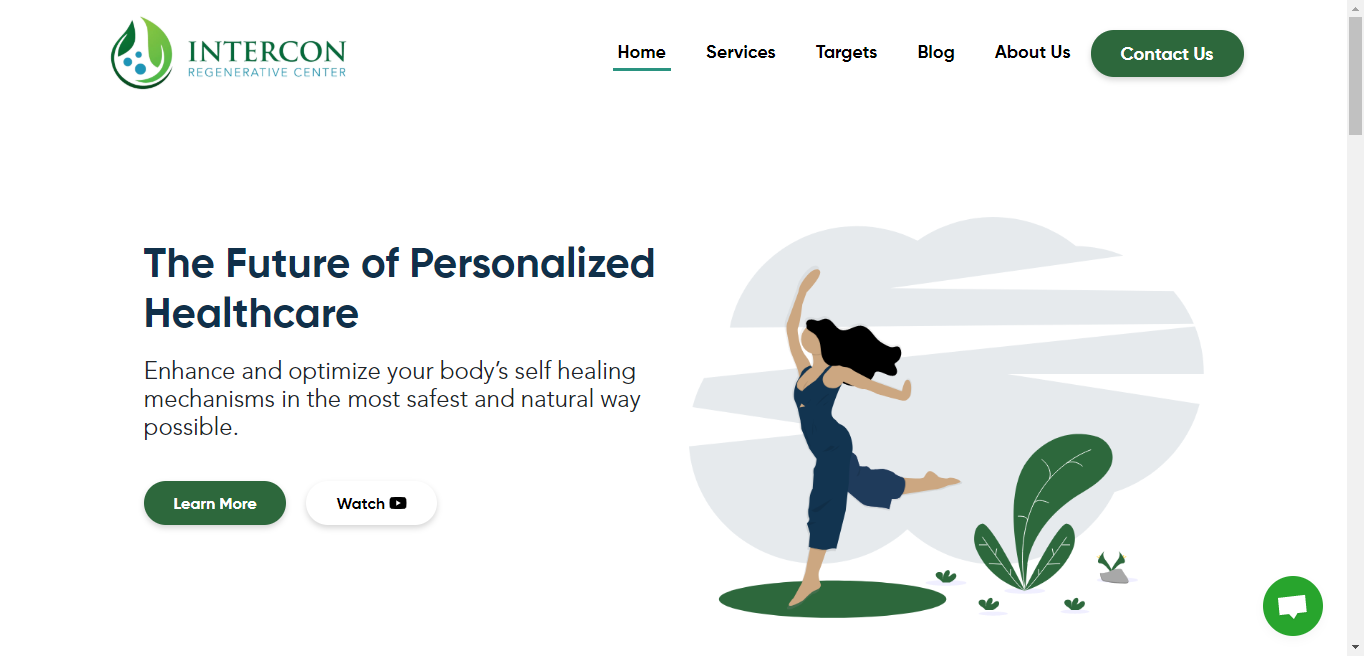 INTERCON
REGENERATIVE CENTER
Home
Services
Targets
Blog
About Us
Contact Us
The Future of Personalized
Healthcare
Enhance and optimize your body’s self healing
mechanisms in the most safest and natural way
possible.
Learn More
Watch